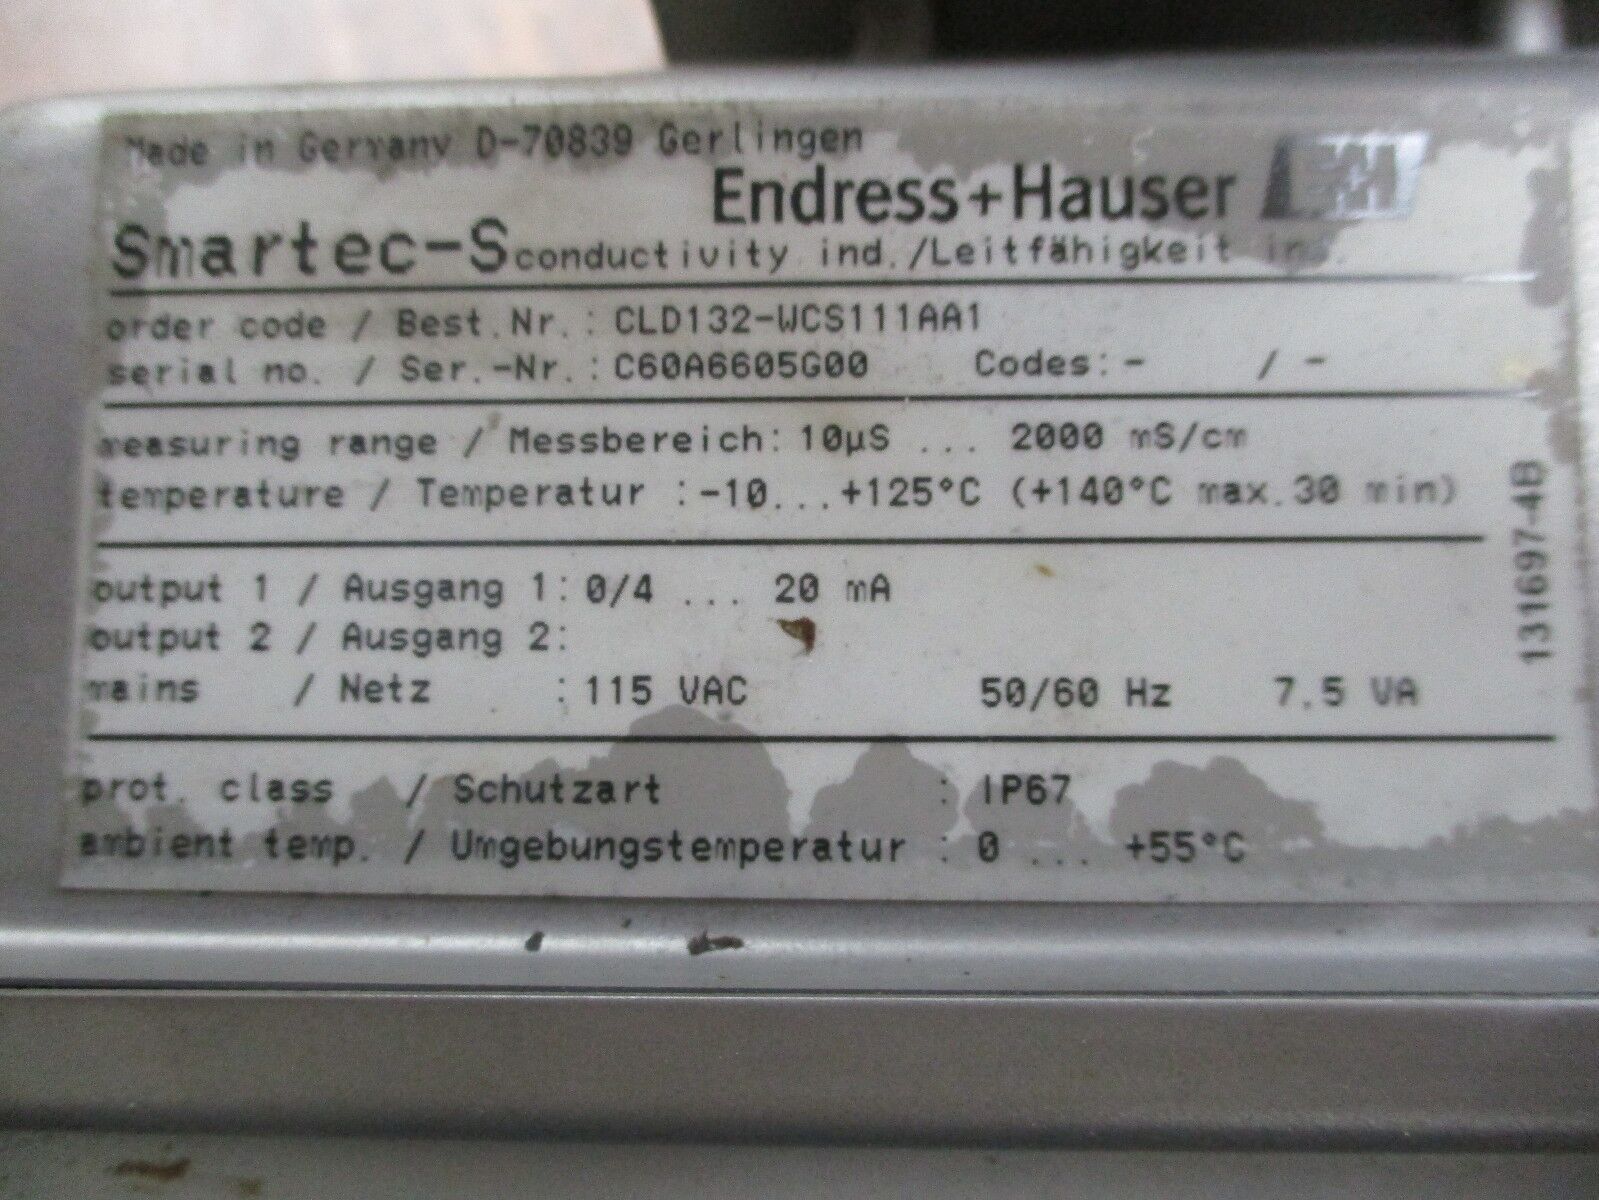 Made in Germany D-70839 Gerlingen
Endress+Hauser EH
Smartec-S conductivity ind./Leitfähigkeit ind.
order code / Best.Nr.: CLD132-WCS111AA1
serial no. / Ser.-Nr.: C60A6605G00 Codes: - / -
measuring range / Messbereich: 10µS ... 2000 mS/cm
temperature / Temperatur : -10...+125°C (+140°C max.30 min)
output 1 / Ausgang 1: 0/4 ... 20 mA
output 2 / Ausgang 2:
mains / Netz : 115 VAC 50/60 Hz 7.5 VA
prot. class / Schutzart : IP67
ambient temp. / Umgebungstemperatur : 0 ... +55°C
131697-4B